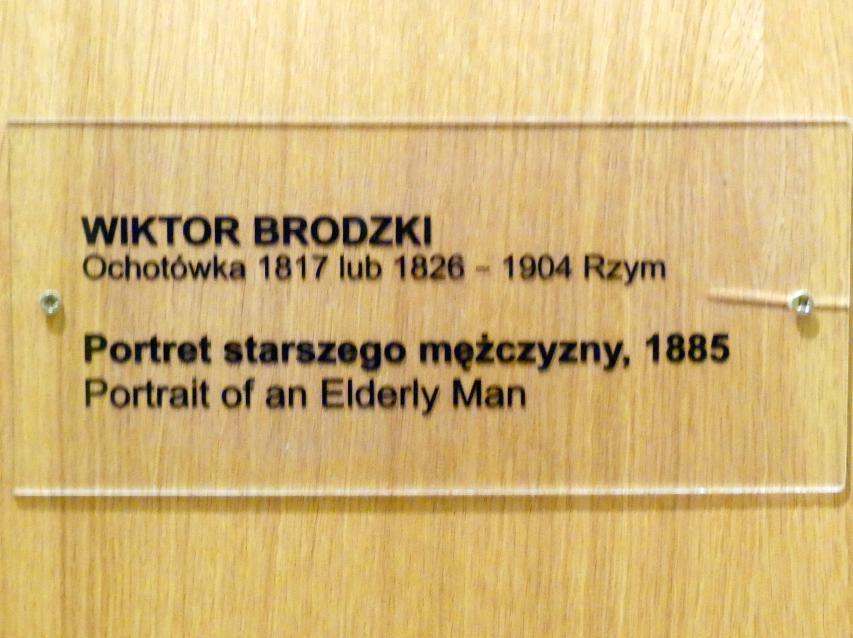 WIKTOR BRODZKI
Ochotówka 1817 lub 1826 – 1904 Rzym
Portret starszego mężczyzny, 1885
Portrait of an Elderly Man